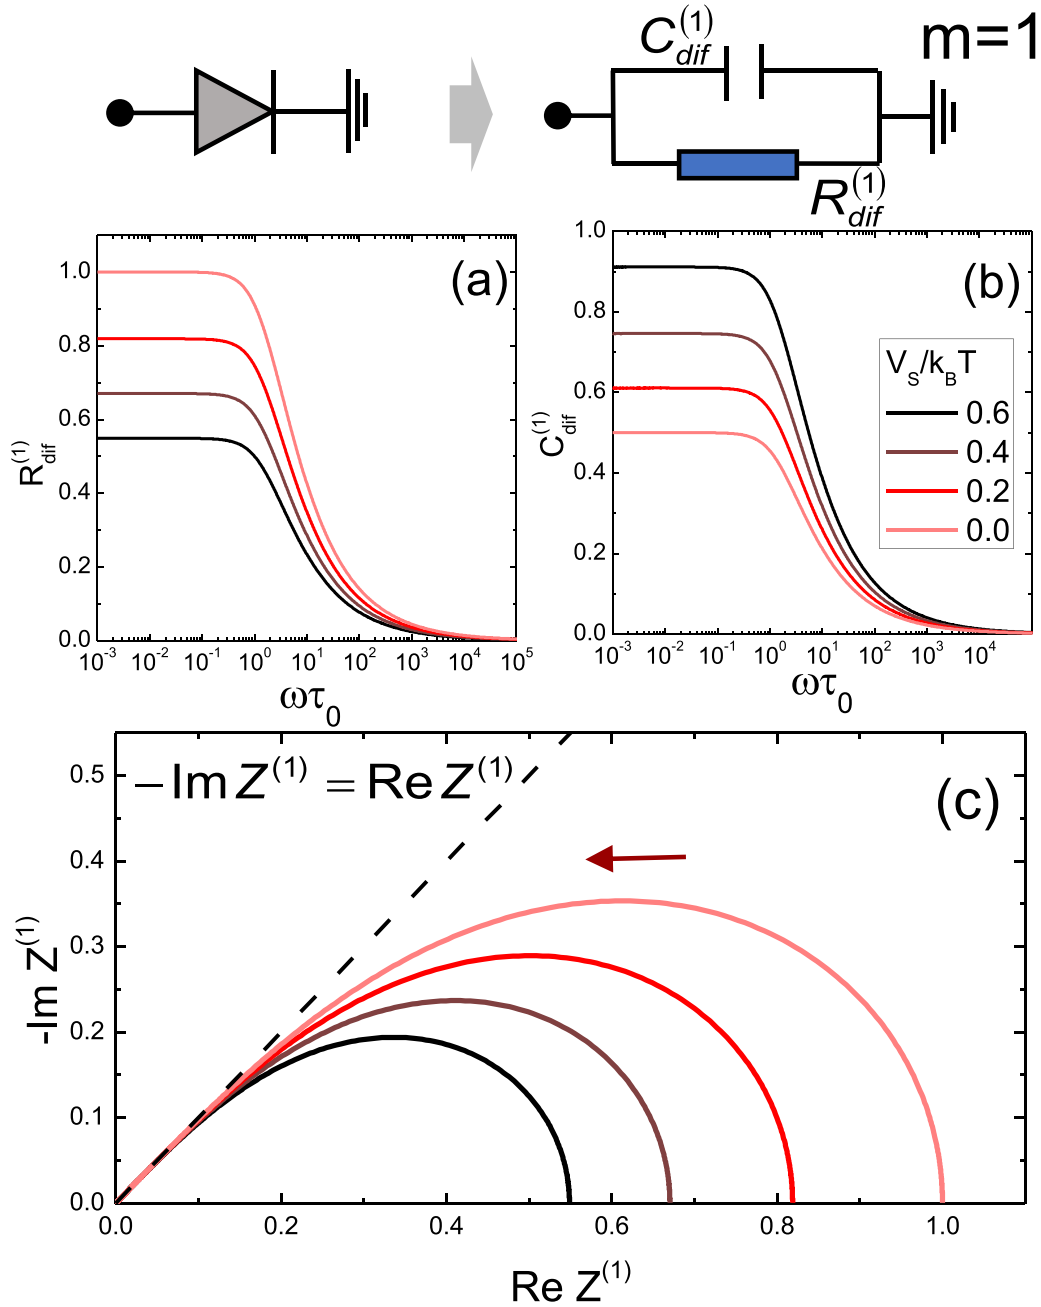 C_dif^(1)
m=1
R_dif^(1)
(a)
R_dif^(1)
1.0
0.8
0.6
0.4
0.2
0.0
10^-3 10^-2 10^-1 10^0 10^1 10^2 10^3 10^4 10^5
ωτ_0
(b)
C_dif^(1)
1.0
0.8
0.6
0.4
0.2
0.0
V_S/k_BT
0.6
0.4
0.2
0.0
10^-3 10^-2 10^-1 10^0 10^1 10^2 10^3 10^4
ωτ_0
−Im Z^(1) = Re Z^(1)
(c)
-Im Z^(1)
0.5
0.4
0.3
0.2
0.1
0.0
0.0 0.2 0.4 0.6 0.8 1.0
Re Z^(1)